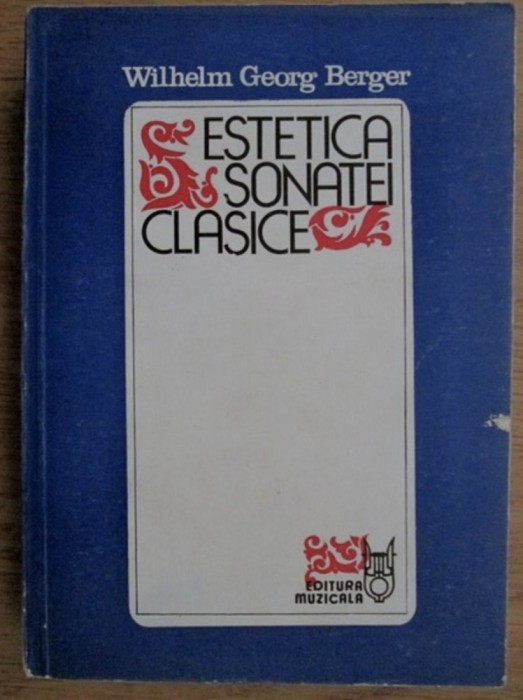 Wilhelm Georg Berger
ESTETICA
SONATEI
CLASICE
EDITURA
MUZICALA